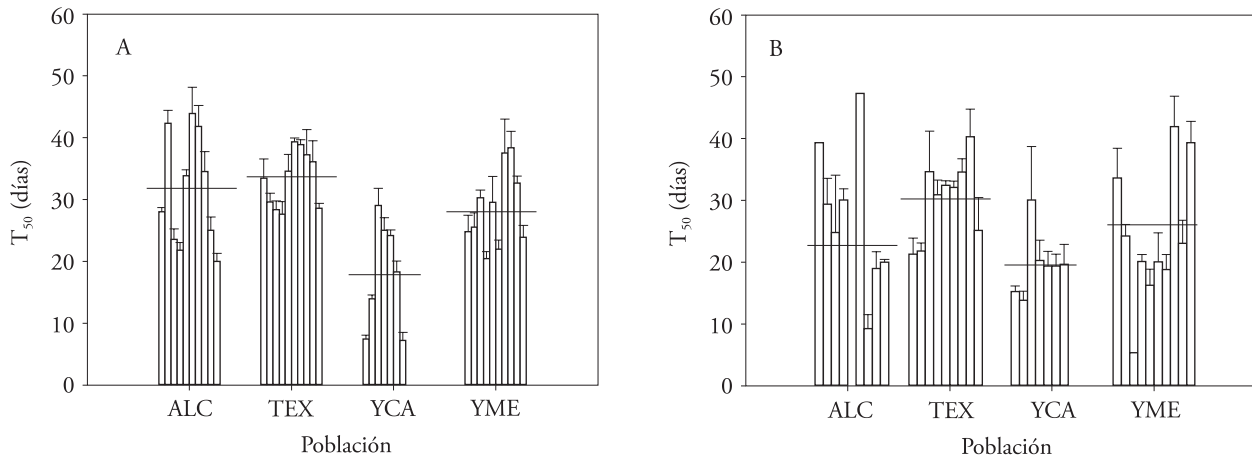 A
60
50
40
30
20
10
0
T50 (días)
ALC TEX YCA YME
Población
B
60
50
40
30
20
10
0
T50 (días)
ALC TEX YCA YME
Población